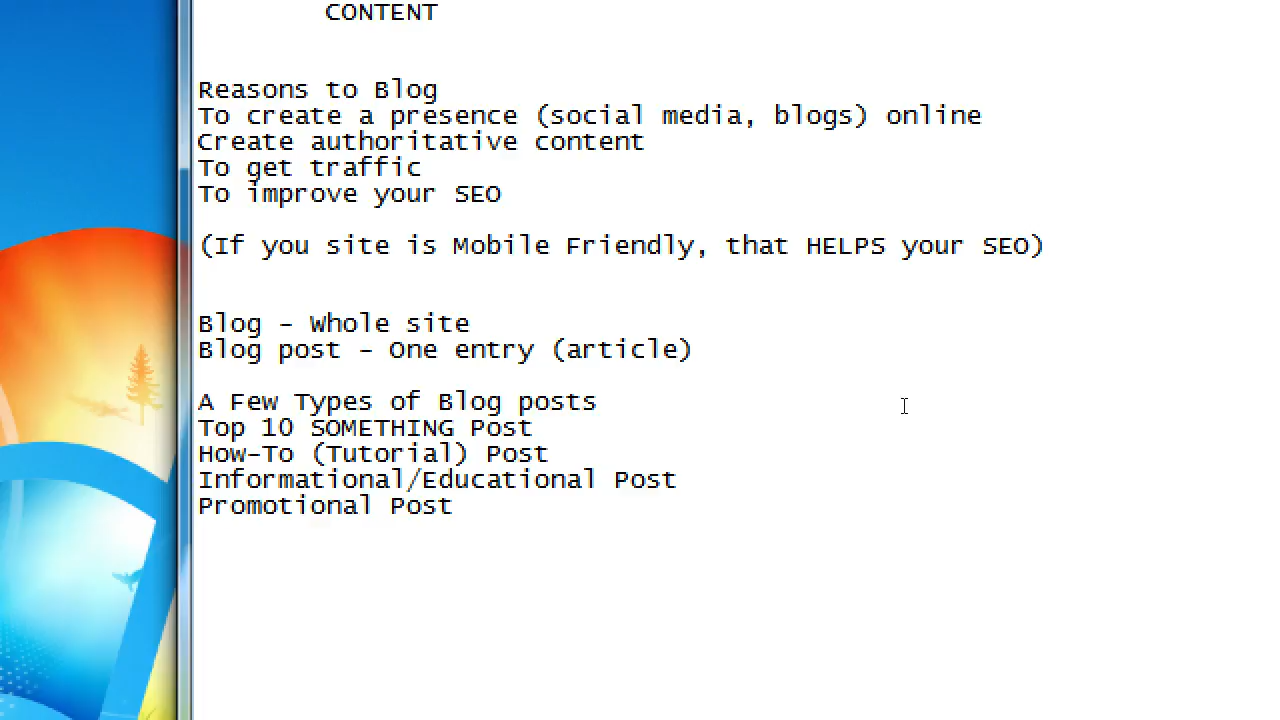 CONTENT
Reasons to Blog
To create a presence (social media, blogs) online
Create authoritative content
To get traffic
To improve your SEO
(If you site is Mobile Friendly, that HELPS your SEO)
Blog - Whole site
Blog post - One entry (article)
A Few Types of Blog posts
Top 10 SOMETHING Post
How-To (Tutorial) Post
Informational/Educational Post
Promotional Post